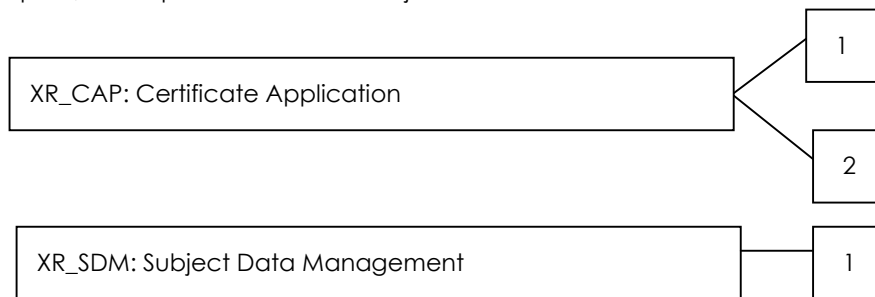 1
XR_CAP: Certificate Application
2
XR_SDM: Subject Data Management
1